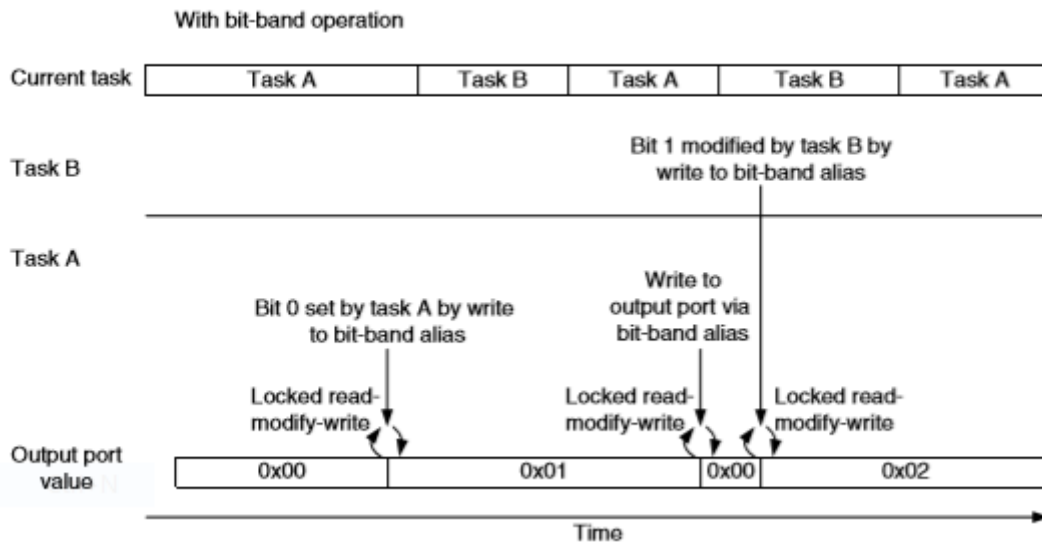 With bit-band operation
Current task
Task A
Task B
Task A
Task B
Task A
Task B
Bit 1 modified by task B by
write to bit-band alias
Task A
Bit 0 set by task A by write
to bit-band alias
Write to
output port via
bit-band alias
Locked read-
modify-write
Locked read-
modify-write
Locked read-
modify-write
Output port
value
0x00
0x01
0x00
0x02
Time